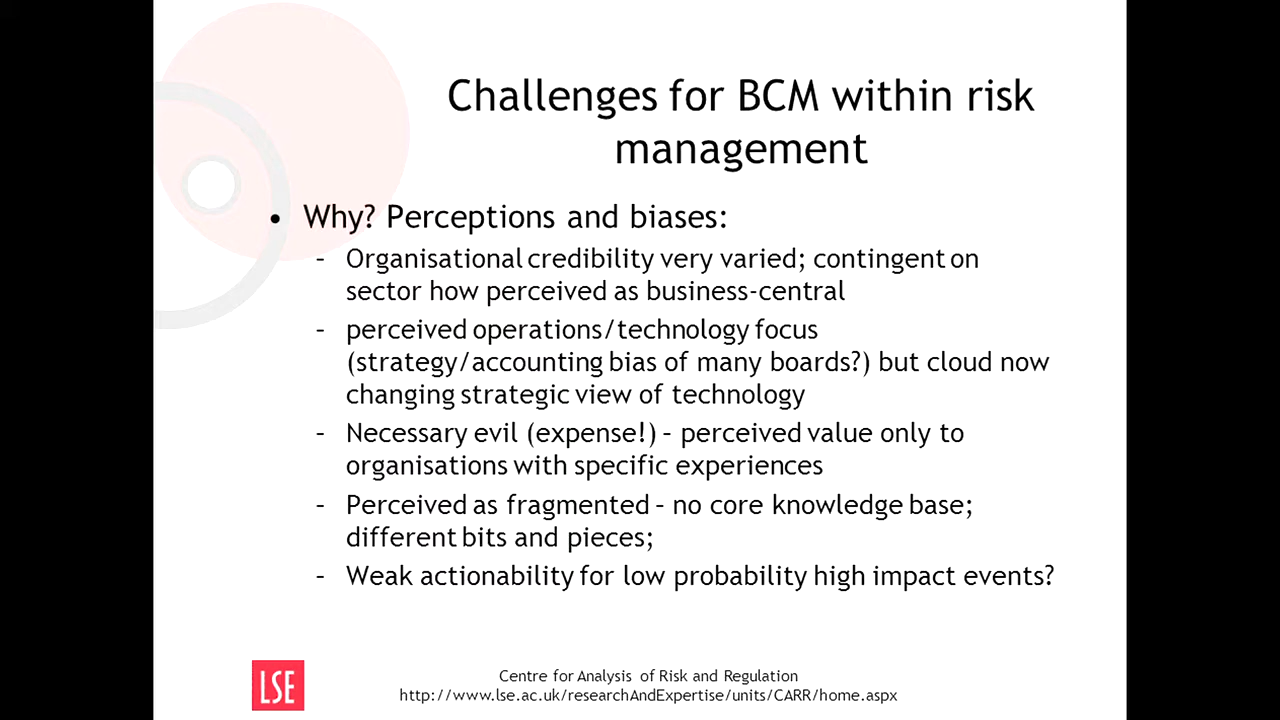 Challenges for BCM within risk
management
• Why? Perceptions and biases:
– Organisational credibility very varied; contingent on
sector how perceived as business-central
– perceived operations/technology focus
(strategy/accounting bias of many boards?) but cloud now
changing strategic view of technology
– Necessary evil (expense!) – perceived value only to
organisations with specific experiences
– Perceived as fragmented – no core knowledge base;
different bits and pieces;
– Weak actionability for low probability high impact events?
LSE
Centre for Analysis of Risk and Regulation
http://www.lse.ac.uk/researchAndExpertise/units/CARR/home.aspx